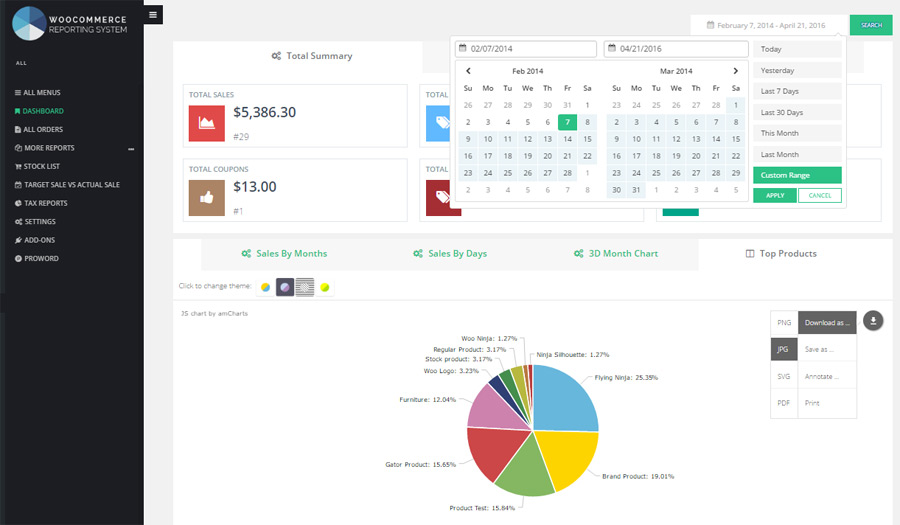 WOOCOMMERCE
REPORTING SYSTEM
ALL
ALL MENUS
DASHBOARD
ALL ORDERS
MORE REPORTS
STOCK LIST
TARGET SALE VS ACTUAL SALE
TAX REPORTS
SETTINGS
ADD-ONS
PROWORD
February 7, 2014 - April 21, 2016
SEARCH
Total Summary
02/07/2014
04/21/2016
Feb 2014
Su Mo Tu We Th Fr Sa
26 27 28 29 30 31 1
2 3 4 5 6 7 8
9 10 11 12 13 14 15
16 17 18 19 20 21 22
23 24 25 26 27 28 1
2 3 4 5 6 7 8
Mar 2014
Su Mo Tu We Th Fr Sa
23 24 25 26 27 28 1
2 3 4 5 6 7 8
9 10 11 12 13 14 15
16 17 18 19 20 21 22
23 24 25 26 27 28 29
30 31 1 2 3 4 5
Today
Yesterday
Last 7 Days
Last 30 Days
This Month
Last Month
Custom Range
APPLY
CANCEL
TOTAL SALES
$5,386.30
#29
TOTAL COUPONS
$13.00
#1
Sales By Months
Sales By Days
3D Month Chart
Top Products
Click to change theme:
JS chart by amCharts
PNG
JPG
SVG
PDF
Download as ...
Save as ...
Annotate ...
Print
Woo Ninja: 1.27%
Regular Product: 3.17%
Stock product: 3.17%
Woo Logo: 3.23%
Furniture: 12.04%
Gator Product: 15.65%
Product Test: 15.84%
Ninja Silhouette: 1.27%
Flying Ninja: 25.35%
Brand Product: 19.01%